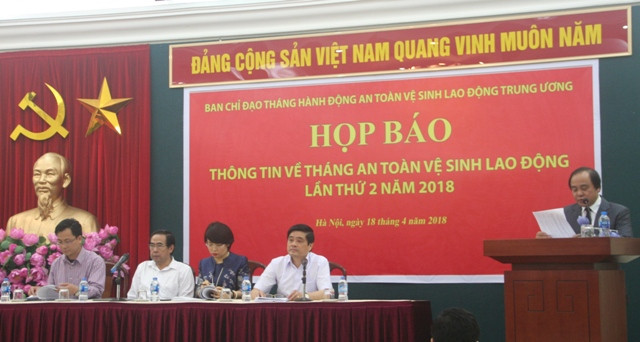 ĐẢNG CỘNG SẢN VIỆT NAM QUANG VINH MUÔN NĂM
BAN CHỈ ĐẠO THÁNG HÀNH ĐỘNG AN TOÀN VỆ SINH LAO ĐỘNG TRUNG ƯƠNG
HỌP BÁO
THÔNG TIN VỀ THÁNG AN TOÀN VỆ SINH LAO ĐỘNG
LẦN THỨ 2 NĂM 2018
Hà Nội, ngày 18 tháng 4 năm 2018